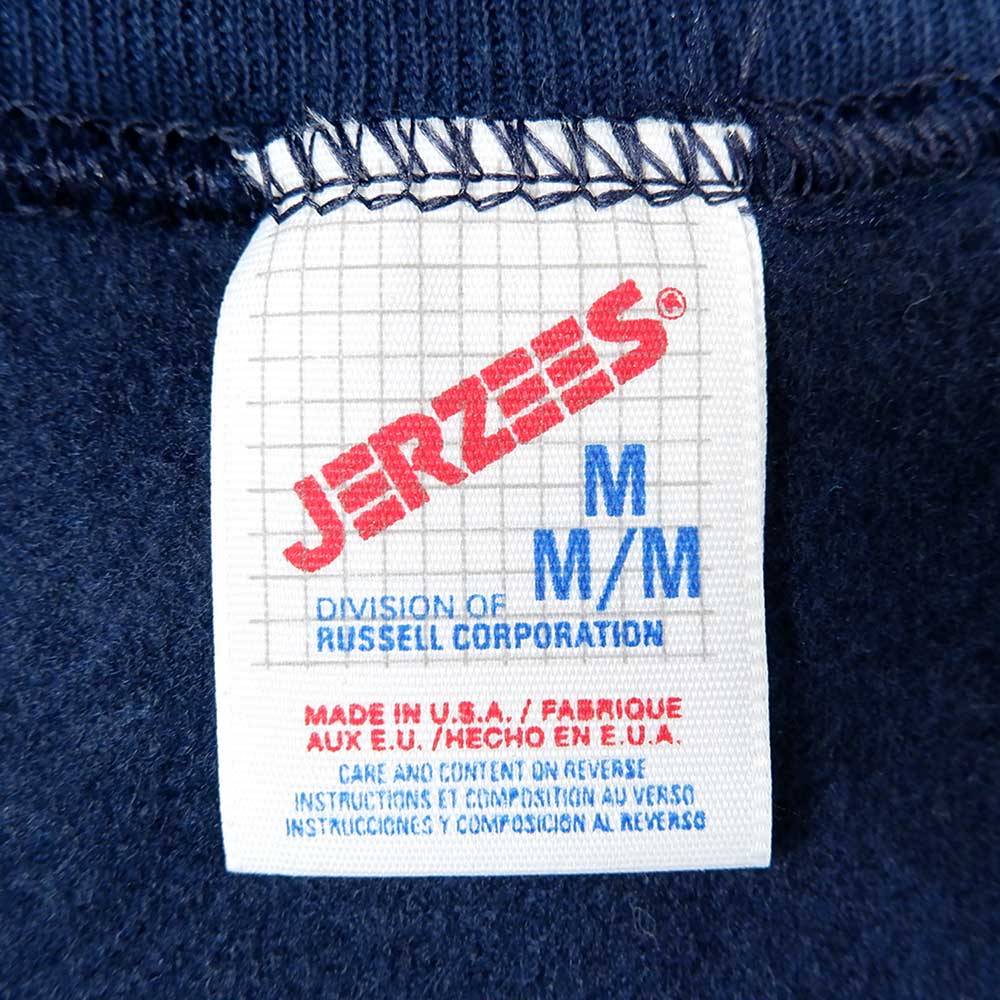 JERZEES®
M
M/M
DIVISION OF
RUSSELL CORPORATION
MADE IN U.S.A. / FABRIQUE
AUX E.U. /HECHO EN E.U.A.
CARE AND CONTENT ON REVERSE
INSTRUCTIONS ET COMPOSITION AU VERSO
INSTRUCCIONES Y COMPOSICION AL REVERSO